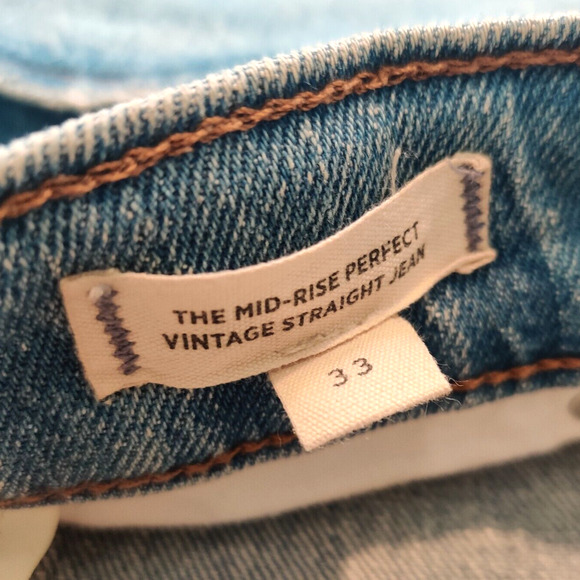 THE MID-RISE PERFECT
VINTAGE STRAIGHT JEAN
33